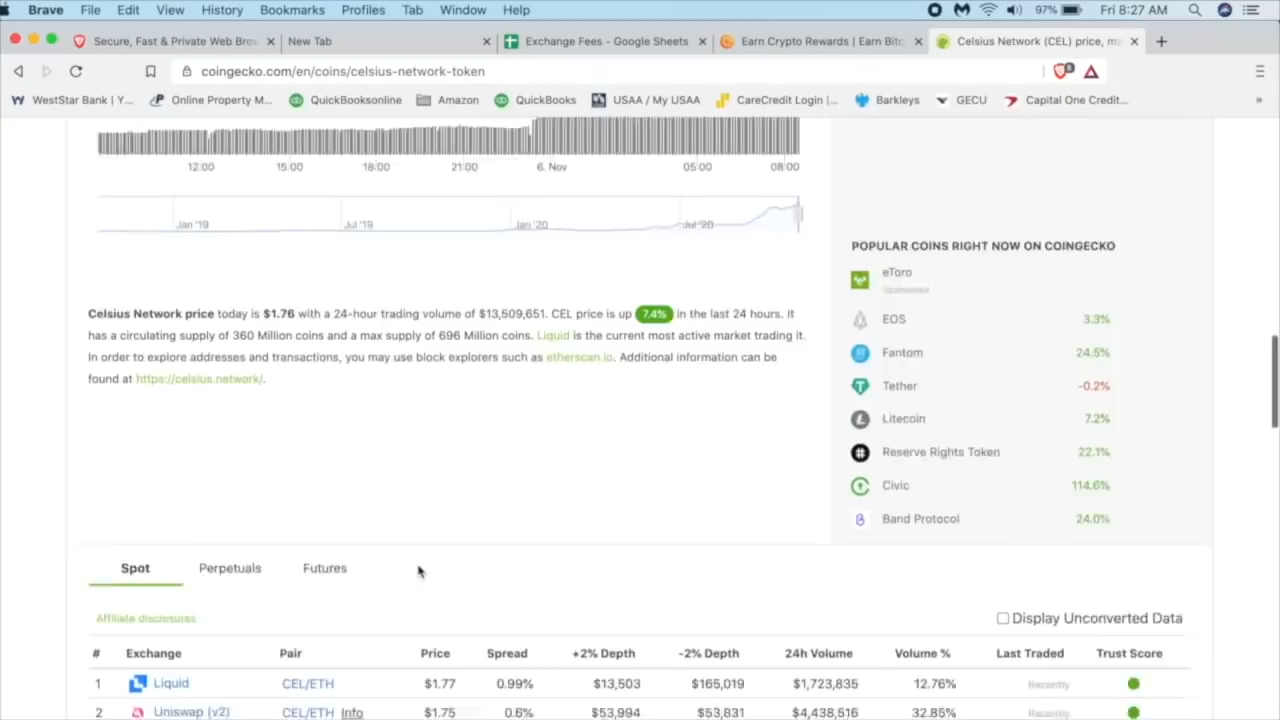 Brave File Edit View History Bookmarks Profiles Tab Window Help 97% Fri 8:27 AM
Secure, Fast & Private Web Bro New Tab Exchange Fees - Google Sheets Earn Crypto Rewards | Earn Bitc Celsius Network (CEL) price, m
coingecko.com/en/coins/celsius-network-token
WestStar Bank | Y... Online Property M... QuickBooksonline Amazon QuickBooks USAA / My USAA CareCredit Login |... Barkleys GECU Capital One Credit... »
12:00 15:00 18:00 21:00 6. Nov 05:00 08:00
Jan '19 Jul '19 Jan '20 Jul '20
POPULAR COINS RIGHT NOW ON COINGECKO
eToro
Sponsored
EOS 3.3%
Fantom 24.5%
Tether -0.2%
Litecoin 7.2%
Reserve Rights Token 22.1%
Civic 114.6%
Band Protocol 24.0%
Celsius Network price today is $1.76 with a 24-hour trading volume of $13,509,651. CEL price is up 7.4% in the last 24 hours. It
has a circulating supply of 360 Million coins and a max supply of 696 Million coins. Liquid is the current most active market trading it.
In order to explore addresses and transactions, you may use block explorers such as etherscan.io. Additional information can be
found at https://celsius.network/.
Spot Perpetuals Futures
Affiliate disclosures Display Unconverted Data
# Exchange Pair Price Spread +2% Depth -2% Depth 24h Volume Volume % Last Traded Trust Score
1 Liquid CEL/ETH $1.77 0.99% $13,503 $165,019 $1,723,835 12.76% Recently
2 Uniswap (v2) CEL/ETH Info $1.75 0.6% $53,994 $53,831 $4,438,516 32.85% Recently